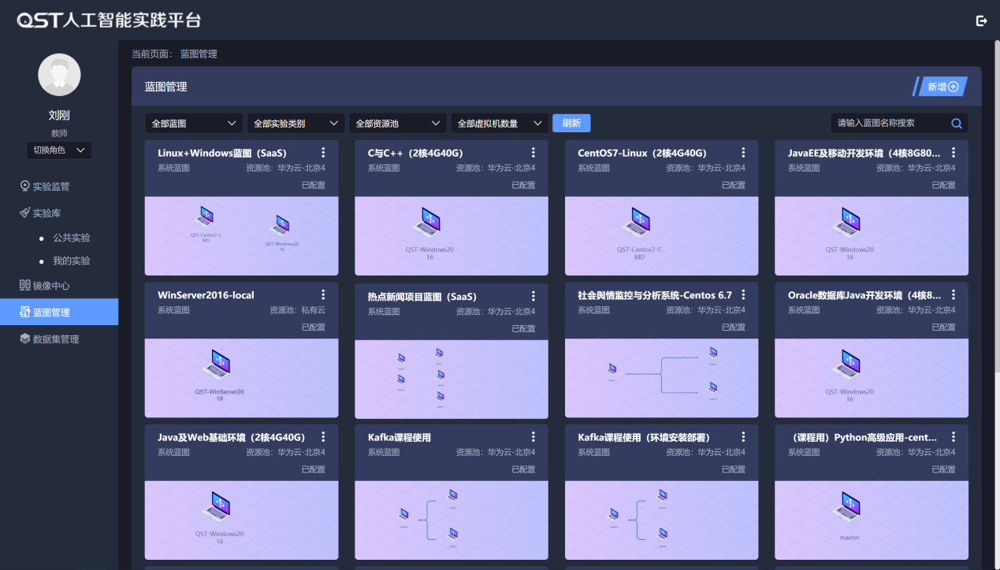 QST人工智能实践平台
刘刚
教师
切换角色
实验监管
实验库
公共实验
我的实验
镜像中心
蓝图管理
数据集管理
当前页面： 蓝图管理
蓝图管理
新增
全部蓝图
全部实验类别
全部资源池
全部虚拟机数量
刷新
请输入蓝图名称搜索
Linux+Windows蓝图（SaaS）
系统蓝图 资源池：华为云-北京4
已配置
QST-Centos7-C
MD
QST-Windows20
16
C与C++（2核4G40G）
系统蓝图 资源池：华为云-北京4
已配置
QST-Windows20
16
CentOS7-Linux（2核4G40G）
系统蓝图 资源池：华为云-北京4
已配置
QST-Centos7-C
MD
JavaEE及移动开发环境（4核8G80...
系统蓝图 资源池：华为云-北京4
已配置
QST-Windows20
16
WinServer2016-local
系统蓝图 资源池：私有云
已配置
QST-WinServer20
16
热点新闻项目蓝图（SaaS）
系统蓝图 资源池：华为云-北京4
已配置
社会舆情监控与分析系统-Centos 6.7
系统蓝图 资源池：华为云-北京4
已配置
Oracle数据库Java开发环境（4核8...
系统蓝图 资源池：华为云-北京4
已配置
QST-Windows20
16
Java及Web基础环境（2核4G40G）
系统蓝图 资源池：华为云-北京4
已配置
QST-Windows20
16
Kafka课程使用
系统蓝图 资源池：华为云-北京4
已配置
Kafka课程使用（环境安装部署）
系统蓝图 资源池：华为云-北京4
已配置
（课程用）Python高级应用-cent...
系统蓝图 资源池：华为云-北京4
已配置
master